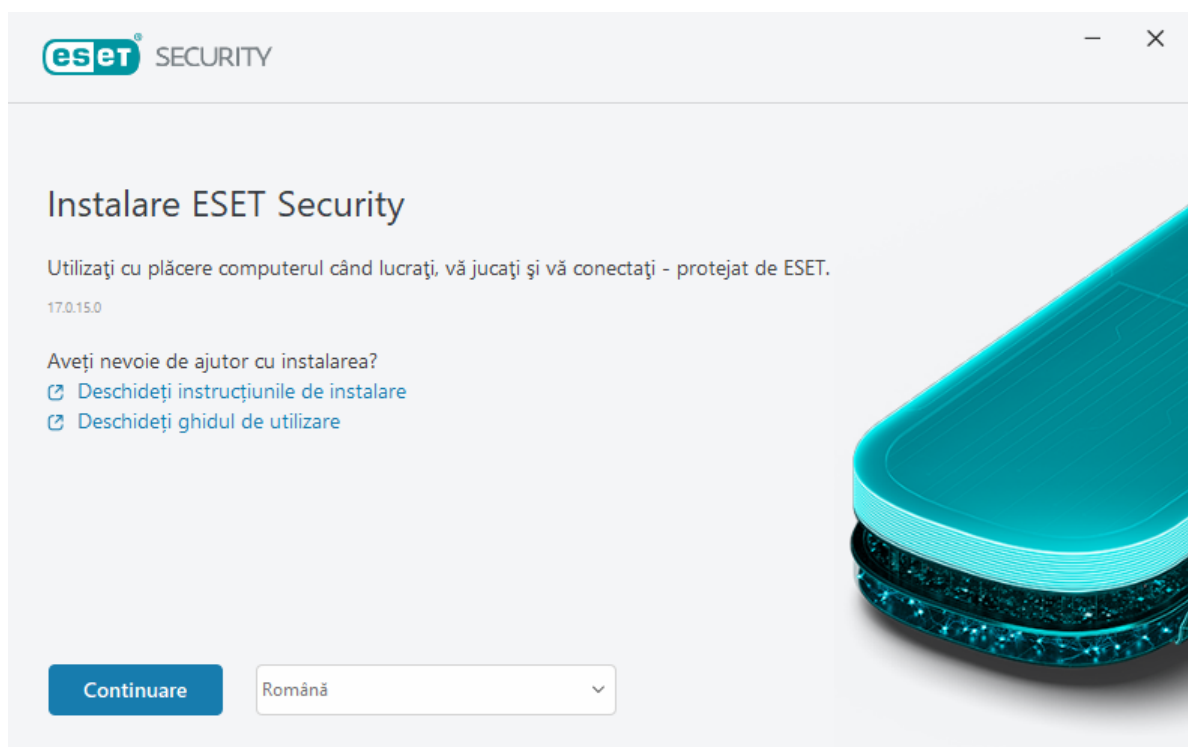 eset® SECURITY
Instalare ESET Security
Utilizaţi cu plăcere computerul când lucraţi, vă jucaţi şi vă conectaţi - protejat de ESET.
17.0.15.0
Aveți nevoie de ajutor cu instalarea?
Deschideți instrucțiunile de instalare
Deschideți ghidul de utilizare
Continuare
Română